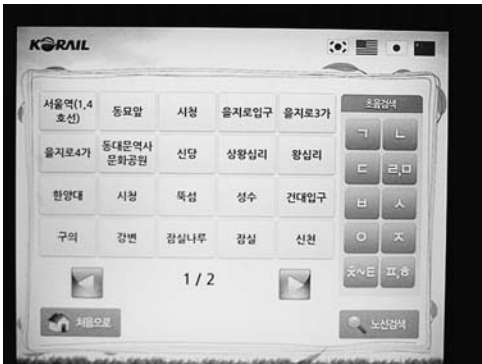 KORAIL
서울역(1,4
호선)
동묘앞
시청
을지로입구
을지로3가
을지로4가
동대문역사
문화공원
신당
상왕십리
왕십리
한양대
시청
뚝섬
성수
건대입구
구의
강변
잠실나루
잠실
신천
1 / 2
처음으로
초음검색
ㄱ
ㄴ
ㄷ
ㄹ,ㅁ
ㅂ
ㅅ
ㅇ
ㅈ
ㅊ~ㅌ
ㅍ,ㅎ
노선검색